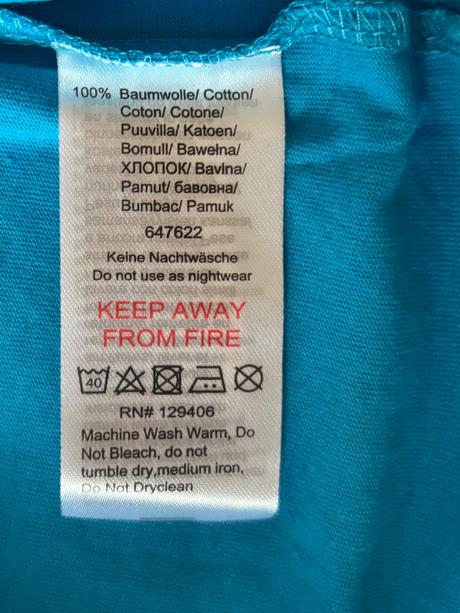 100% Baumwolle/ Cotton/
Coton/ Cotone/
Puuvilla/ Katoen/
Bomull/ Bawełna/
ХЛОПОК/ Bavlna/
Pamut/ бавовна/
Bumbac/ Pamuk
647622
Keine Nachtwäsche
Do not use as nightwear
KEEP AWAY
FROM FIRE
40
RN# 129406
Machine Wash Warm, Do
Not Bleach, do not
tumble dry,medium iron,
Do Not Dryclean